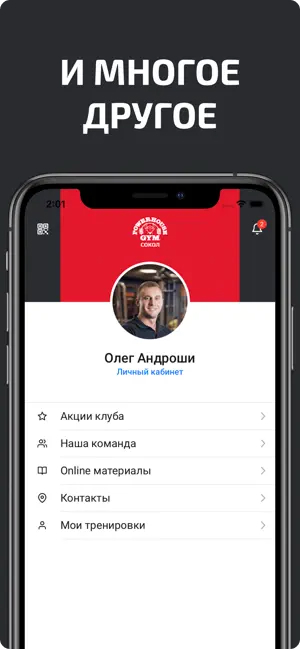 И МНОГОЕ
ДРУГОЕ
2:01
POWERHOUSE
GYM
СОКОЛ
Олег Андроши
Личный кабинет
Акции клуба
Наша команда
Online материалы
Контакты
Мои тренировки